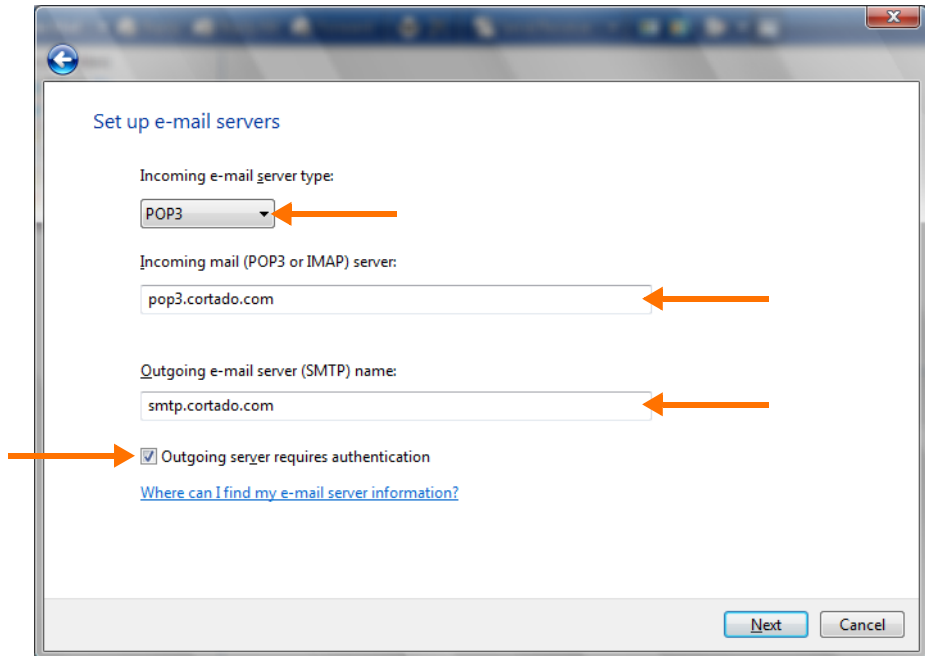 Set up e-mail servers
Incoming e-mail server type:
POP3
Incoming mail (POP3 or IMAP) server:
pop3.cortado.com
Outgoing e-mail server (SMTP) name:
smtp.cortado.com
Outgoing server requires authentication
Where can I find my e-mail server information?
Next Cancel